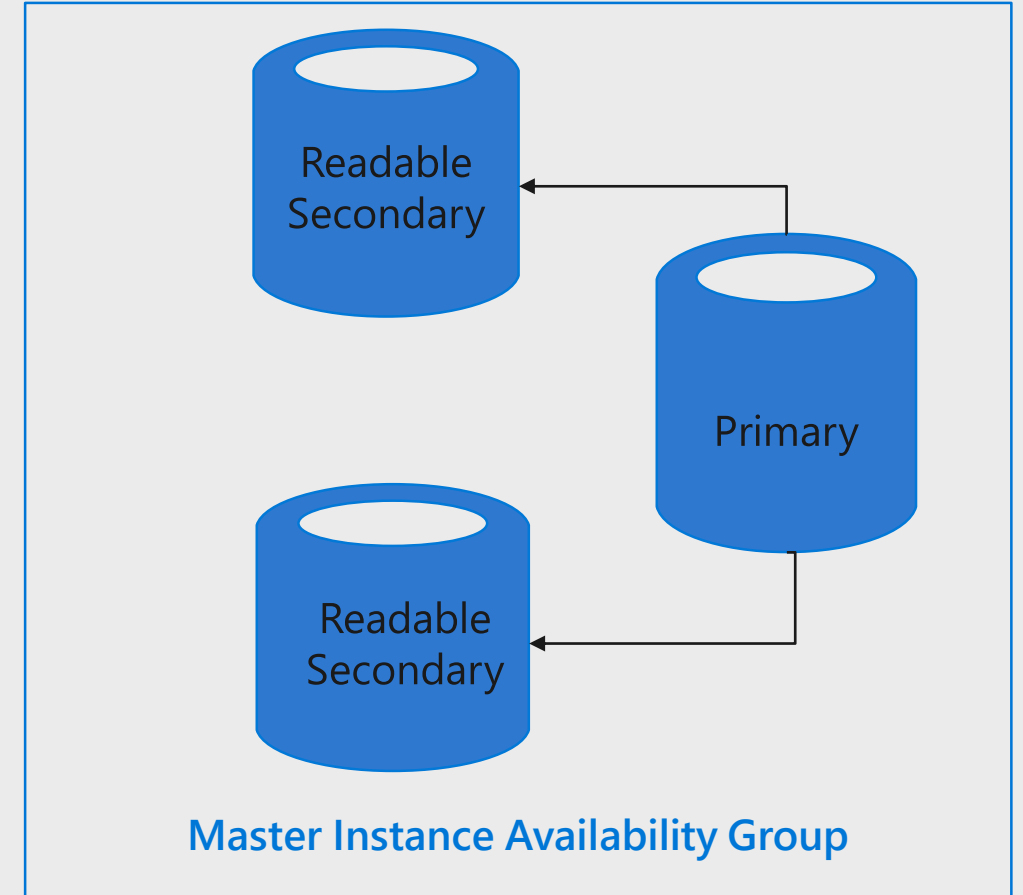 Readable
Secondary
Primary
Readable
Secondary
Master Instance Availability Group